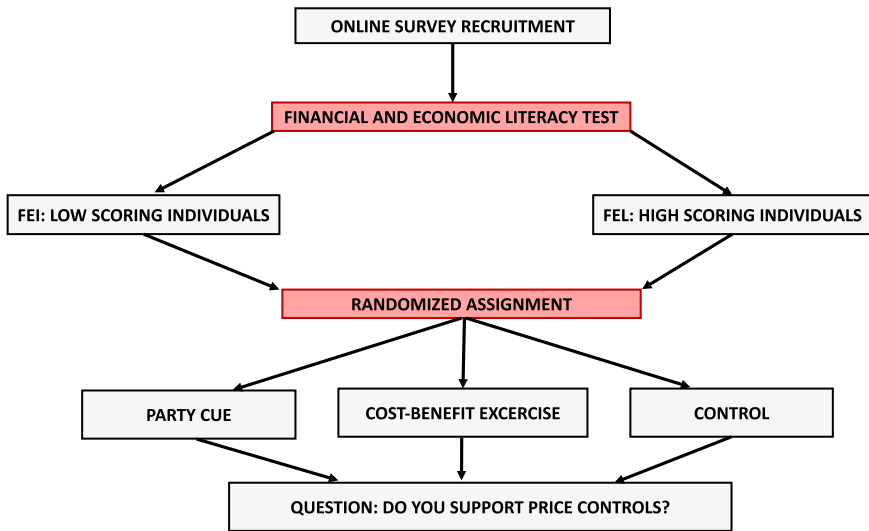 ONLINE SURVEY RECRUITMENT
FINANCIAL AND ECONOMIC LITERACY TEST
FEI: LOW SCORING INDIVIDUALS
FEL: HIGH SCORING INDIVIDUALS
RANDOMIZED ASSIGNMENT
PARTY CUE
COST-BENEFIT EXCERCISE
CONTROL
QUESTION: DO YOU SUPPORT PRICE CONTROLS?